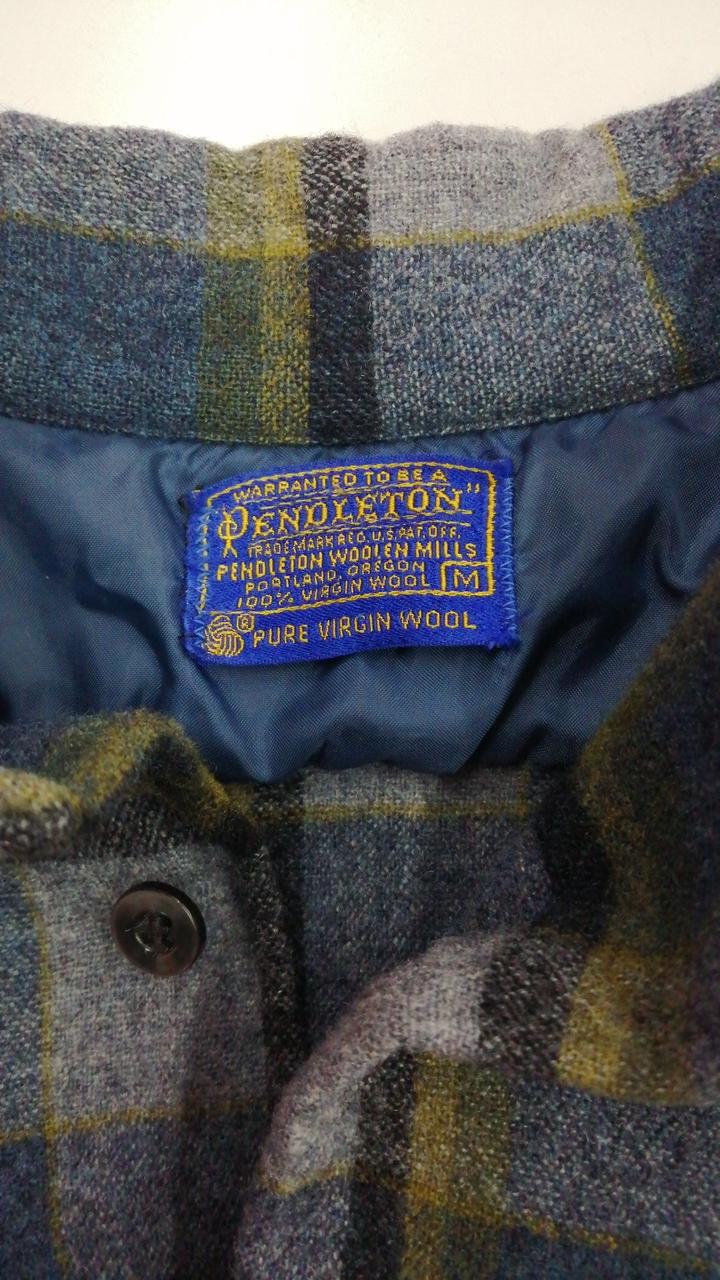 WARRANTED TO BE A
PENDLETON"
TRADE MARK REG. U.S. PAT. OFF.
PENDLETON WOOLEN MILLS
PORTLAND, OREGON
100% VIRGIN WOOL M
® PURE VIRGIN WOOL